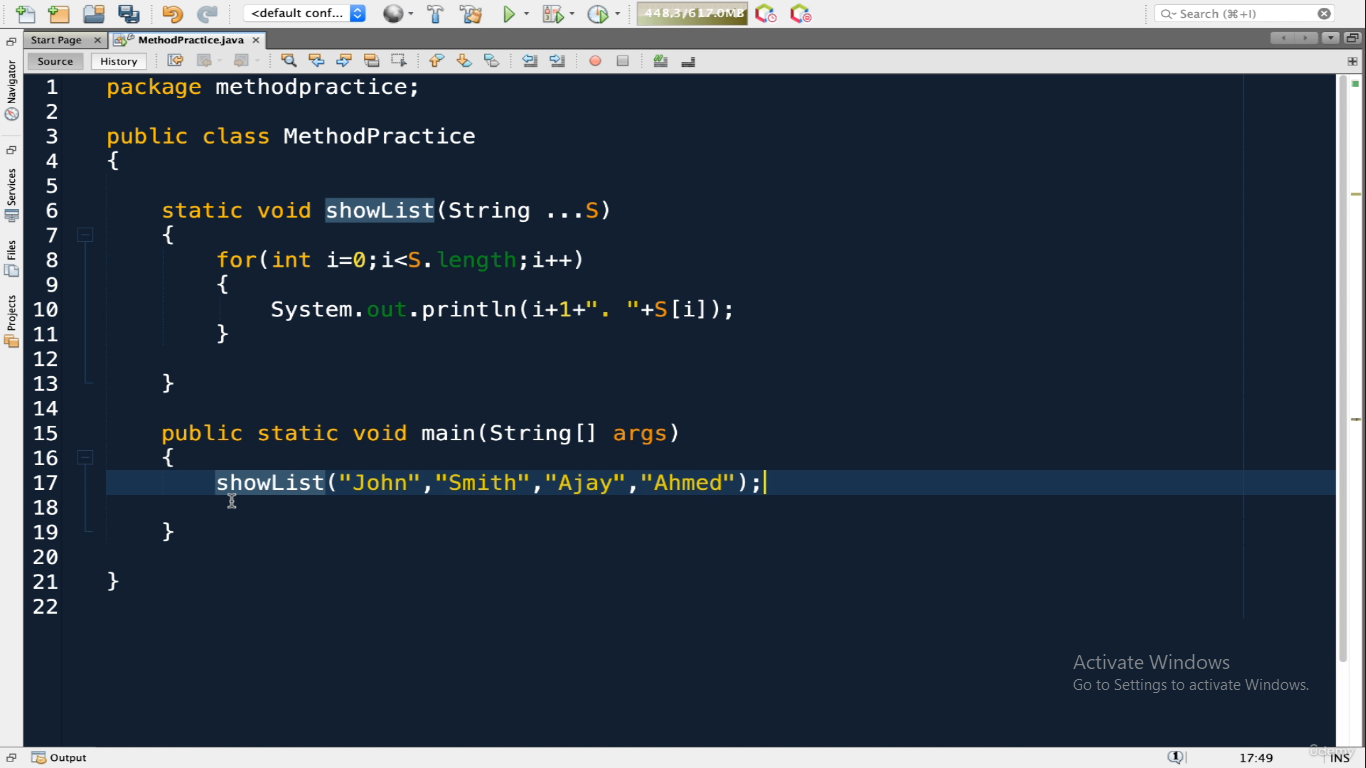 <default conf...
448,3/617.0MB
Search (⌘+I)
Start Page
MethodPractice.java
Source
History
Navigator
Services
Files
Projects
1 package methodpractice;
2
3 public class MethodPractice
4 {
5
6 static void showList(String ...S)
7 {
8 for(int i=0;i<S.length;i++)
9 {
10 System.out.println(i+1+". "+S[i]);
11 }
12
13 }
14
15 public static void main(String[] args)
16 {
17 showList("John","Smith","Ajay","Ahmed");
18
19 }
20
21 }
22
Activate Windows
Go to Settings to activate Windows.
Output
1
17:49
INS